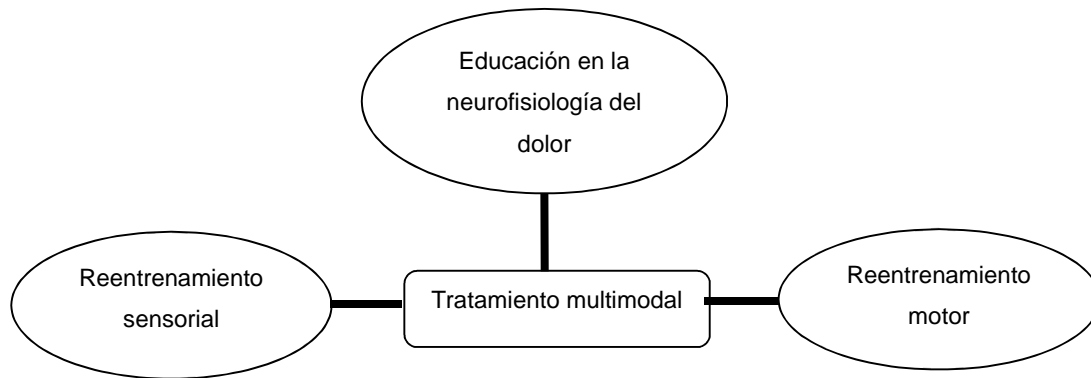 Educación en la
neurofisiología del
dolor
Reentrenamiento
sensorial
Tratamiento multimodal
Reentrenamiento
motor